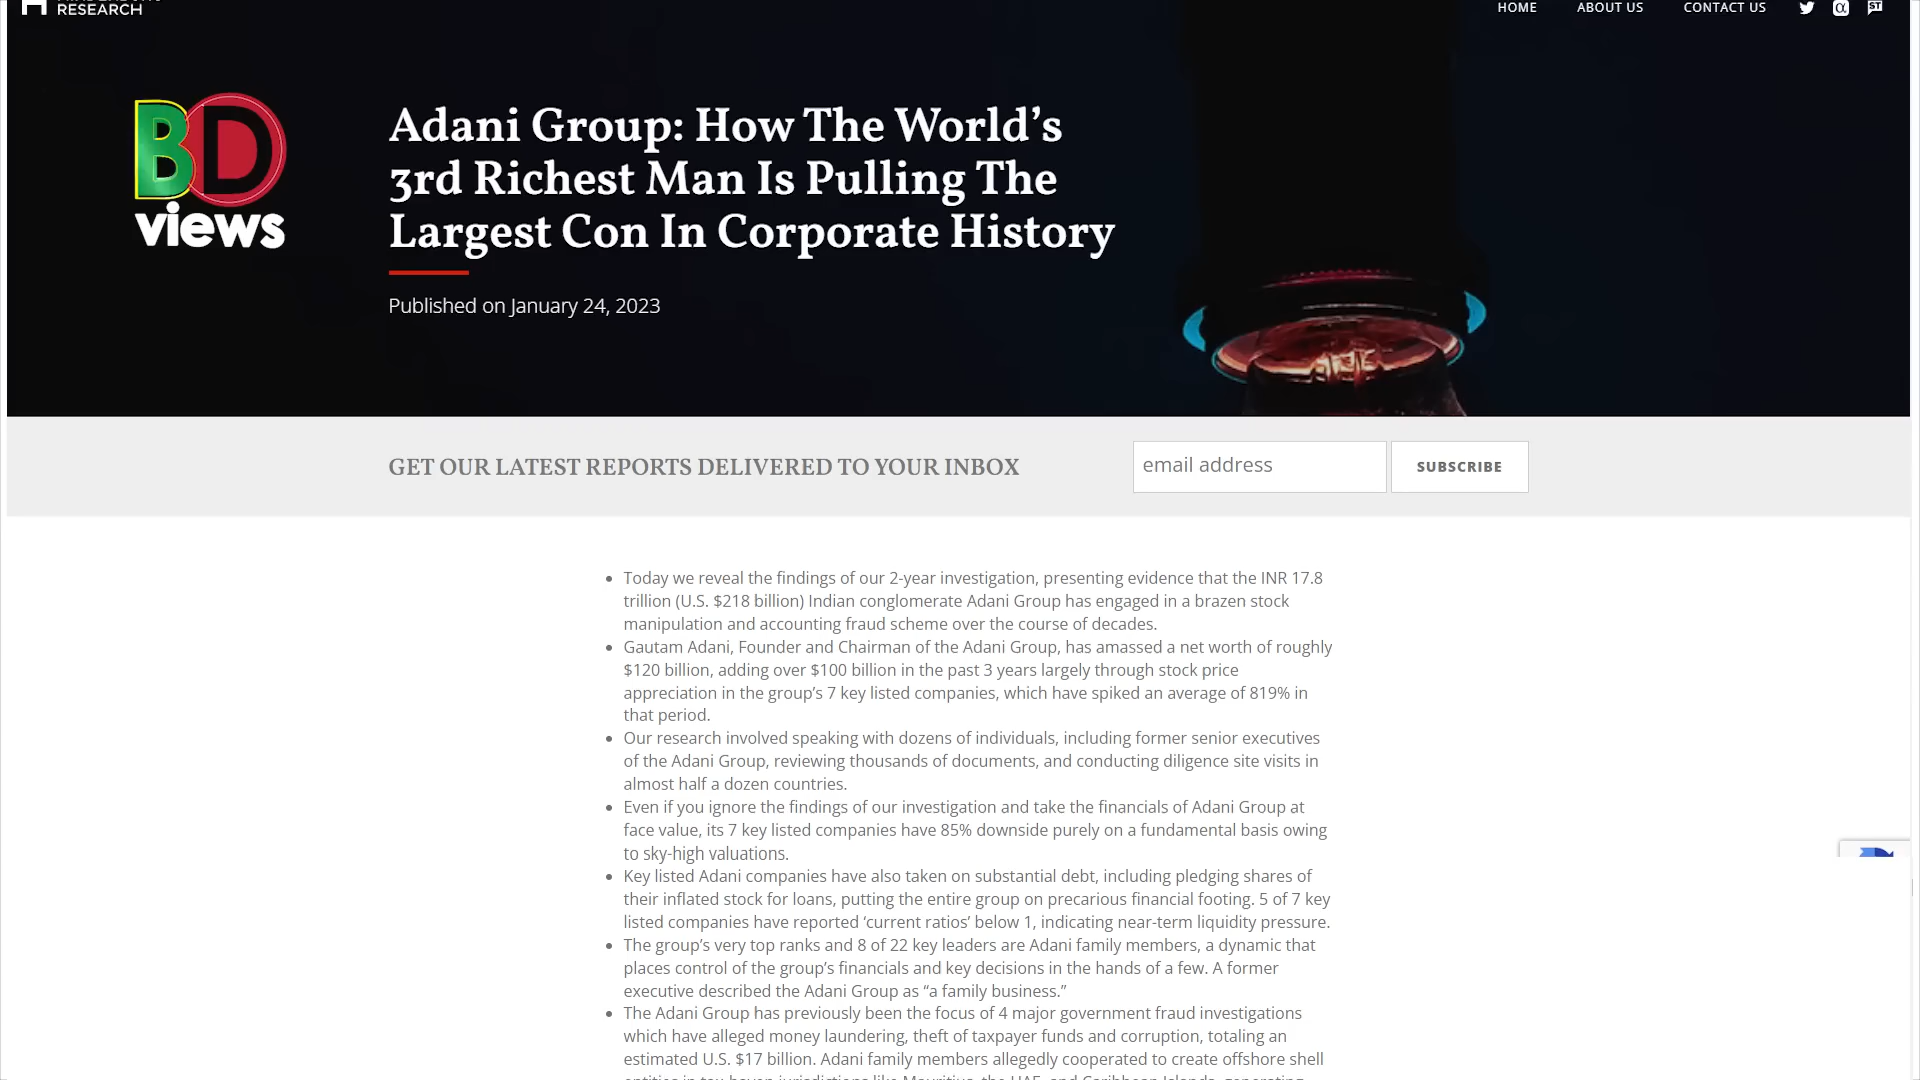 RESEARCH
HOME ABOUT US CONTACT US
BD
views
Adani Group: How The World’s
3rd Richest Man Is Pulling The
Largest Con In Corporate History
Published on January 24, 2023
GET OUR LATEST REPORTS DELIVERED TO YOUR INBOX
email address
SUBSCRIBE
• Today we reveal the findings of our 2-year investigation, presenting evidence that the INR 17.8
trillion (U.S. $218 billion) Indian conglomerate Adani Group has engaged in a brazen stock
manipulation and accounting fraud scheme over the course of decades.
• Gautam Adani, Founder and Chairman of the Adani Group, has amassed a net worth of roughly
$120 billion, adding over $100 billion in the past 3 years largely through stock price
appreciation in the group’s 7 key listed companies, which have spiked an average of 819% in
that period.
• Our research involved speaking with dozens of individuals, including former senior executives
of the Adani Group, reviewing thousands of documents, and conducting diligence site visits in
almost half a dozen countries.
• Even if you ignore the findings of our investigation and take the financials of Adani Group at
face value, its 7 key listed companies have 85% downside purely on a fundamental basis owing
to sky-high valuations.
• Key listed Adani companies have also taken on substantial debt, including pledging shares of
their inflated stock for loans, putting the entire group on precarious financial footing. 5 of 7 key
listed companies have reported ‘current ratios’ below 1, indicating near-term liquidity pressure.
• The group’s very top ranks and 8 of 22 key leaders are Adani family members, a dynamic that
places control of the group’s financials and key decisions in the hands of a few. A former
executive described the Adani Group as “a family business.”
• The Adani Group has previously been the focus of 4 major government fraud investigations
which have alleged money laundering, theft of taxpayer funds and corruption, totaling an
estimated U.S. $17 billion. Adani family members allegedly cooperated to create offshore shell